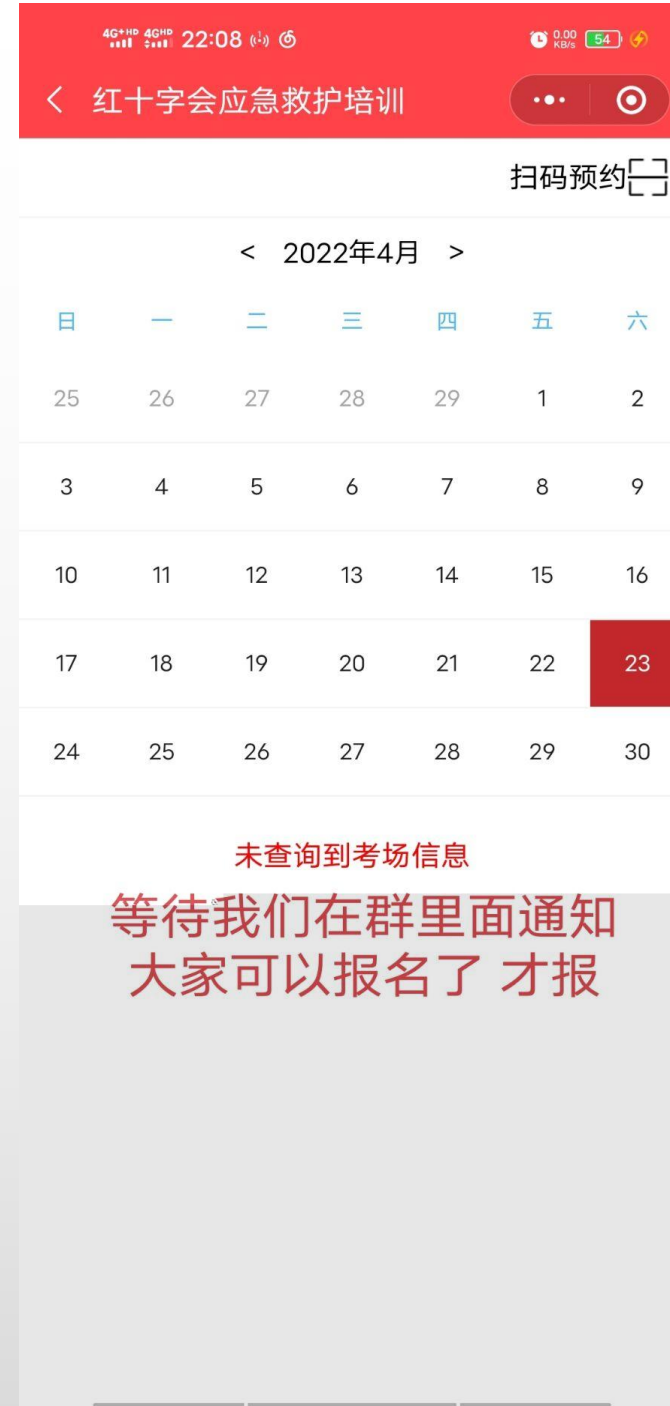 4G+HD 4GHD 22:08 0.00 KB/s 54
< 红十字会应急救护培训
扫码预约
< 2022年4月 >
日 一 二 三 四 五 六
25 26 27 28 29 1 2
3 4 5 6 7 8 9
10 11 12 13 14 15 16
17 18 19 20 21 22 23
24 25 26 27 28 29 30
未查询到考场信息
等待我们在群里面通知
大家可以报名了 才报